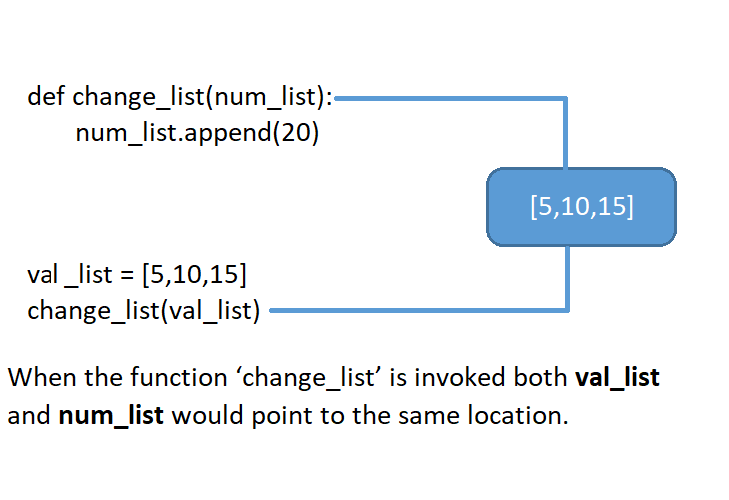 def change_list(num_list):
num_list.append(20)
[5,10,15]
val _list = [5,10,15]
change_list(val_list)
When the function ‘change_list’ is invoked both val_list
and num_list would point to the same location.